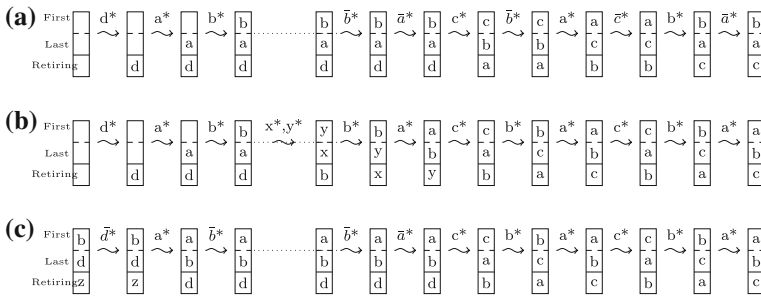 d* a* b* b̄* ā* c* b̄* a* c̄* b* ā*
(a) First b b b b c c a a b b
Last a a a a a b b c c a a
Retiring d d d d d d a a b b c c
d* a* b* x*,y* b* a* c* b* a* c* b* a*
(b) First b y b a c b a c b a
Last a a x y b a c b a c b
Retiring d d d b x y b a c b a c
d̄* a* b̄* b̄* ā* c* b* a* c* b* a*
(c) First b b a a a a a c b a c b a
Last d d b b b b b a c b a c b
Retiring z z d d d d d b a c b a c